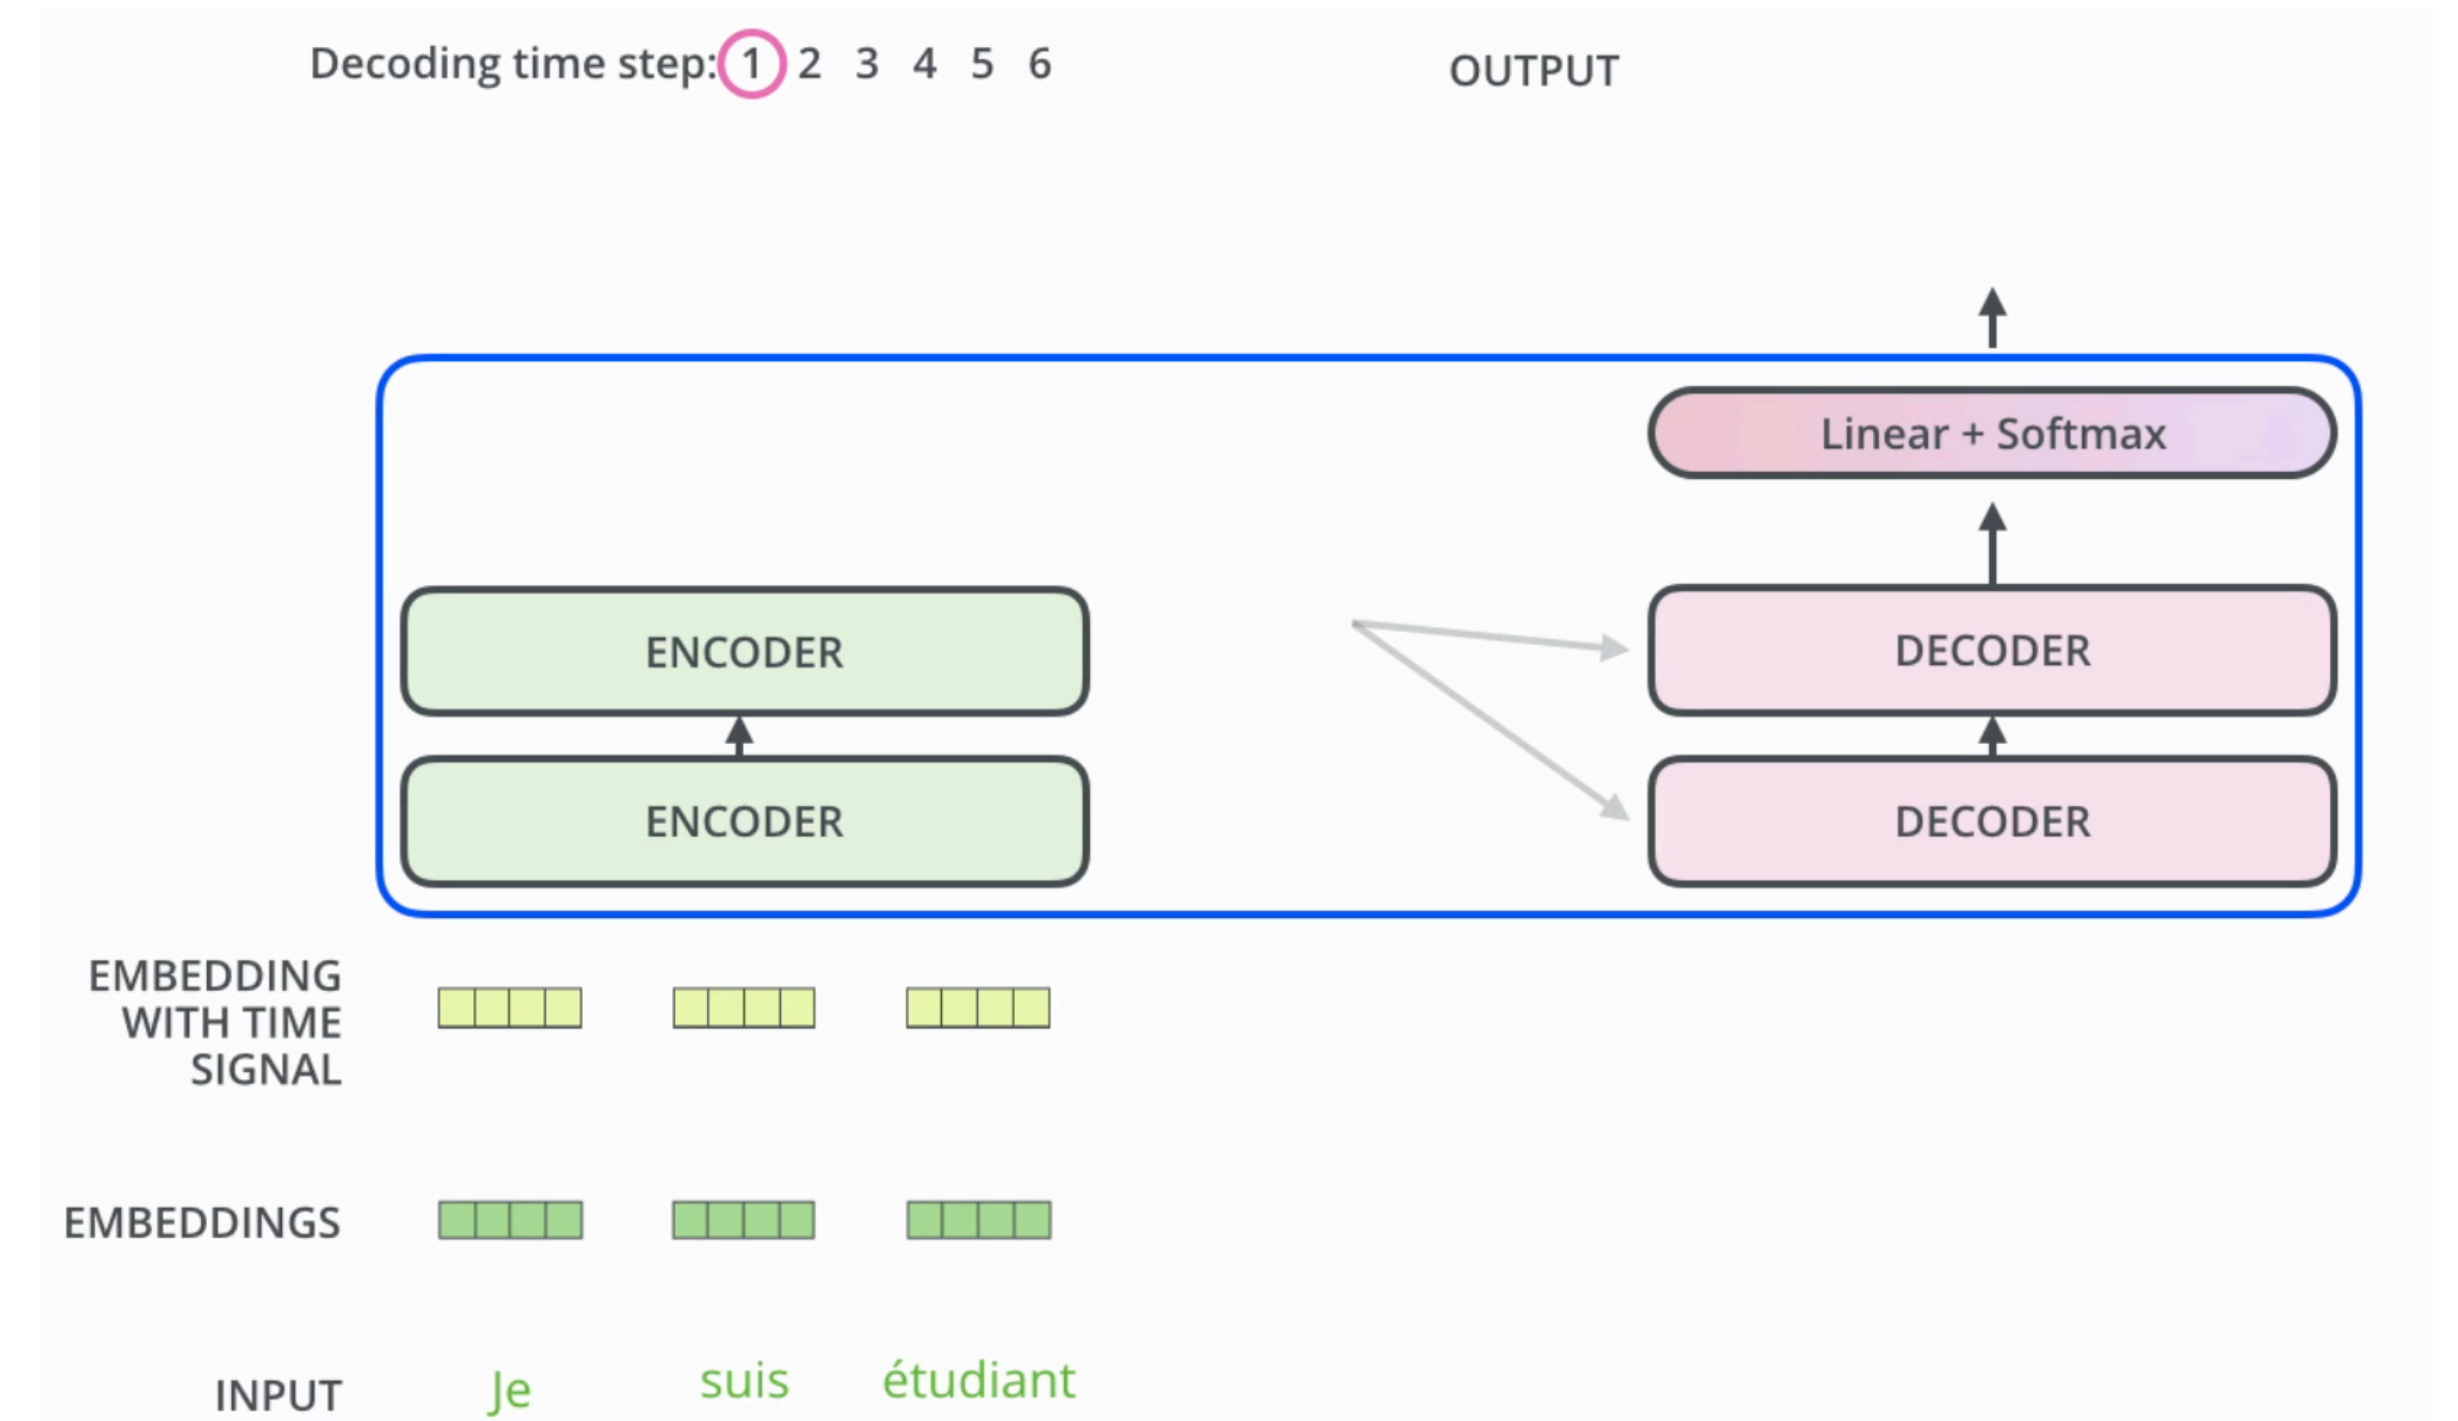 Decoding time step: 1 2 3 4 5 6
OUTPUT
Linear + Softmax
ENCODER
DECODER
ENCODER
DECODER
EMBEDDING
WITH TIME
SIGNAL
EMBEDDINGS
INPUT
Je
suis
étudiant